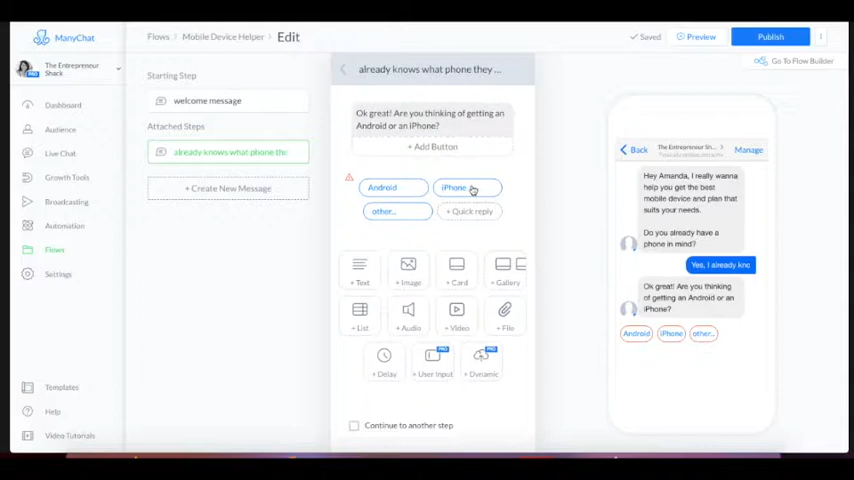 ManyChat
Flows > Mobile Device Helper > Edit
Saved
Preview
Publish
The Entrepreneur
Shack
PRO
Go To Flow Builder
Dashboard
Audience
Live Chat
Growth Tools
Broadcasting
Automation
Flows
Settings
Templates
Help
Video Tutorials
Starting Step
welcome message
Attached Steps
already knows what phone the
+ Create New Message
already knows what phone they ...
Ok great! Are you thinking of getting an
Android or an iPhone?
+ Add Button
Android
iPhone
other...
+ Quick reply
+ Text
+ Image
+ Card
+ Gallery
+ List
+ Audio
+ Video
+ File
+ Delay
PRO
+ User Input
PRO
+ Dynamic
Continue to another step
Back
The Entrepreneur Shack
Manage
Hey Amanda, I really wanna
help you get the best
mobile device and plan that
suits your needs.
Do you already have a
phone in mind?
Yes, I already kno
Ok great! Are you thinking
of getting an Android or an
iPhone?
Android
iPhone
other...